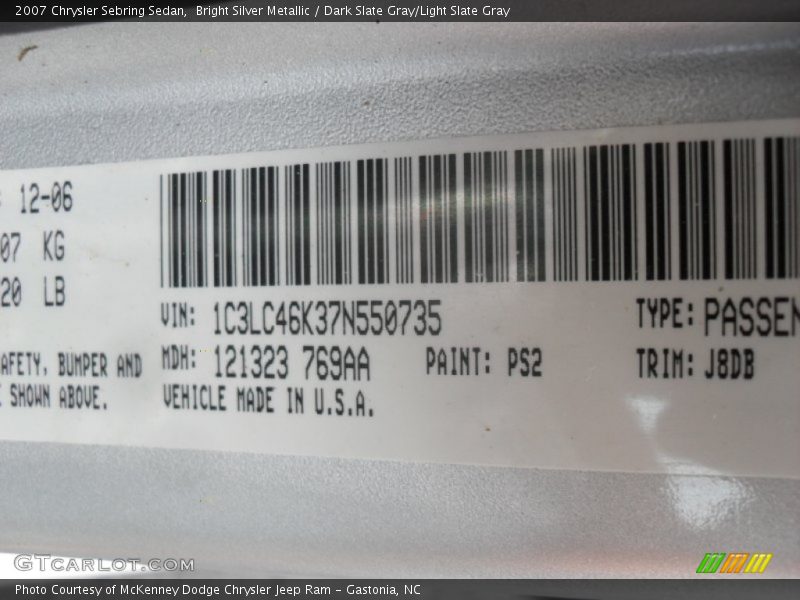 2007 Chrysler Sebring Sedan, Bright Silver Metallic / Dark Slate Gray/Light Slate Gray
12-06
07 KG
20 LB
VIN: 1C3LC46K37N550735
TYPE: PASSEN
AFETY, BUMPER AND
MDH: 121323 769AA
PAINT: PS2
TRIM: J8DB
SHOWN ABOVE.
VEHICLE MADE IN U.S.A.
GTCarLot.com
Photo Courtesy of McKenney Dodge Chrysler Jeep Ram - Gastonia, NC